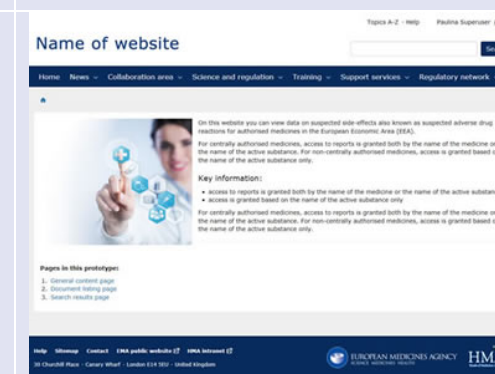 Topics A-Z - Help Paulina Superuser
Name of website
Home News Collaboration area Science and regulation Training Support services Regulatory network
On this website you can view data on suspected side-effects also known as suspected adverse drug
reactions for authorised medicines in the European Economic Area (EEA).
For centrally authorised medicines, access to reports is granted both by the name of the medicine or
the name of the active substance. For non-centrally authorised medicines, access is granted based
the name of the active substance only.
Key information:
• access to reports is granted both by the name of the medicine or the name of the active
• access is granted based on the name of the active substance only
For centrally authorised medicines, access to reports is granted both by the name of the medicine or
the name of the active substance. For non-centrally authorised medicines, access is granted based
the name of the active substance only.
Pages in this prototype:
1. General content page
2. Document listing page
3. Search results page
Help Sitemap Contact EMA public website HMA intranet
30 Churchill Place - Canary Wharf - London E14 5EU - United Kingdom
EUROPEAN MEDICINES AGENCY
SCIENCE MEDICINES HEALTH